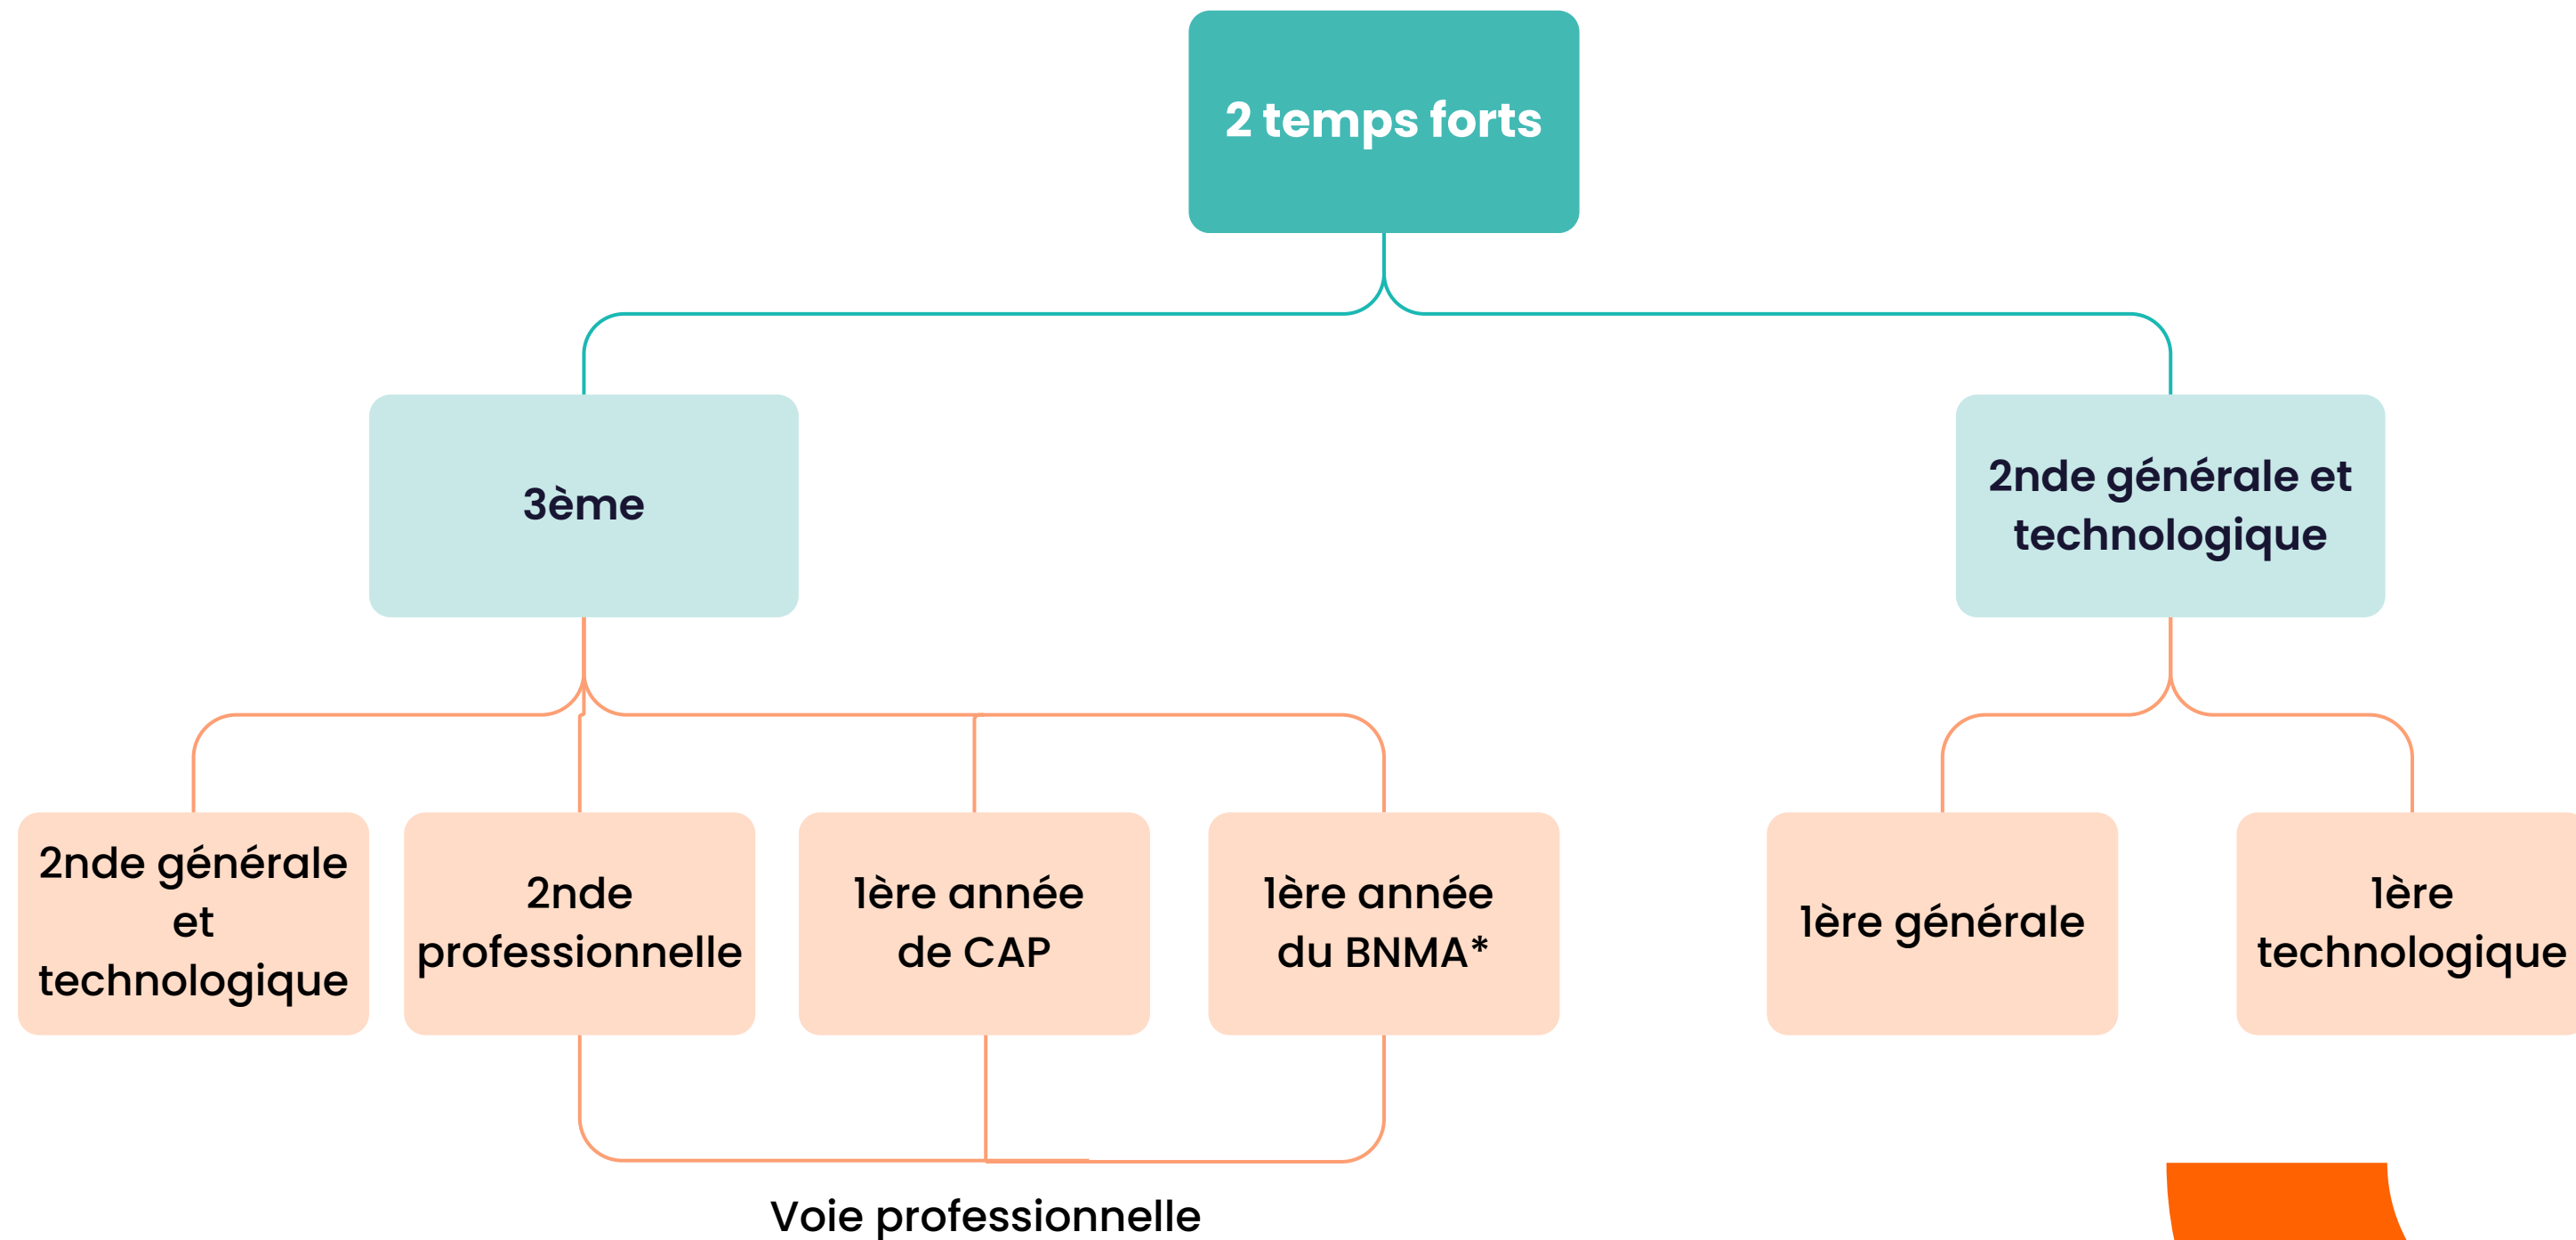 2 temps forts
3ème
2nde générale et
technologique
2nde générale
et
technologique
2nde
professionnelle
1ère année
de CAP
1ère année
du BNMA*
1ère générale
1ère
technologique
Voie professionnelle